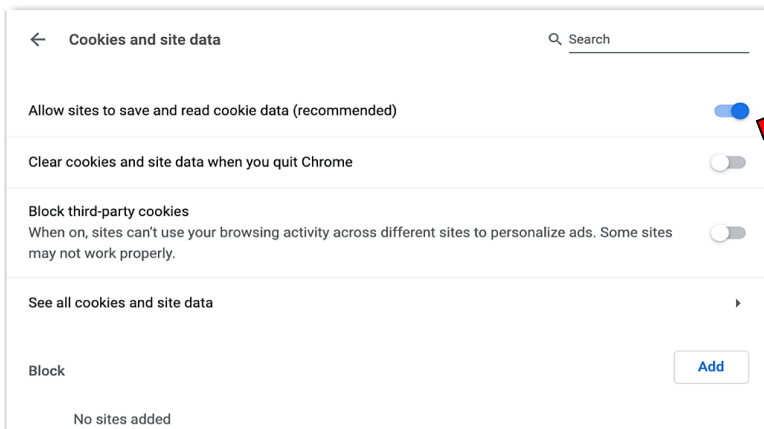 Cookies and site data
Search
Allow sites to save and read cookie data (recommended)
Clear cookies and site data when you quit Chrome
Block third-party cookies
When on, sites can't use your browsing activity across different sites to personalize ads. Some sites
may not work properly.
See all cookies and site data
Block
Add
No sites added